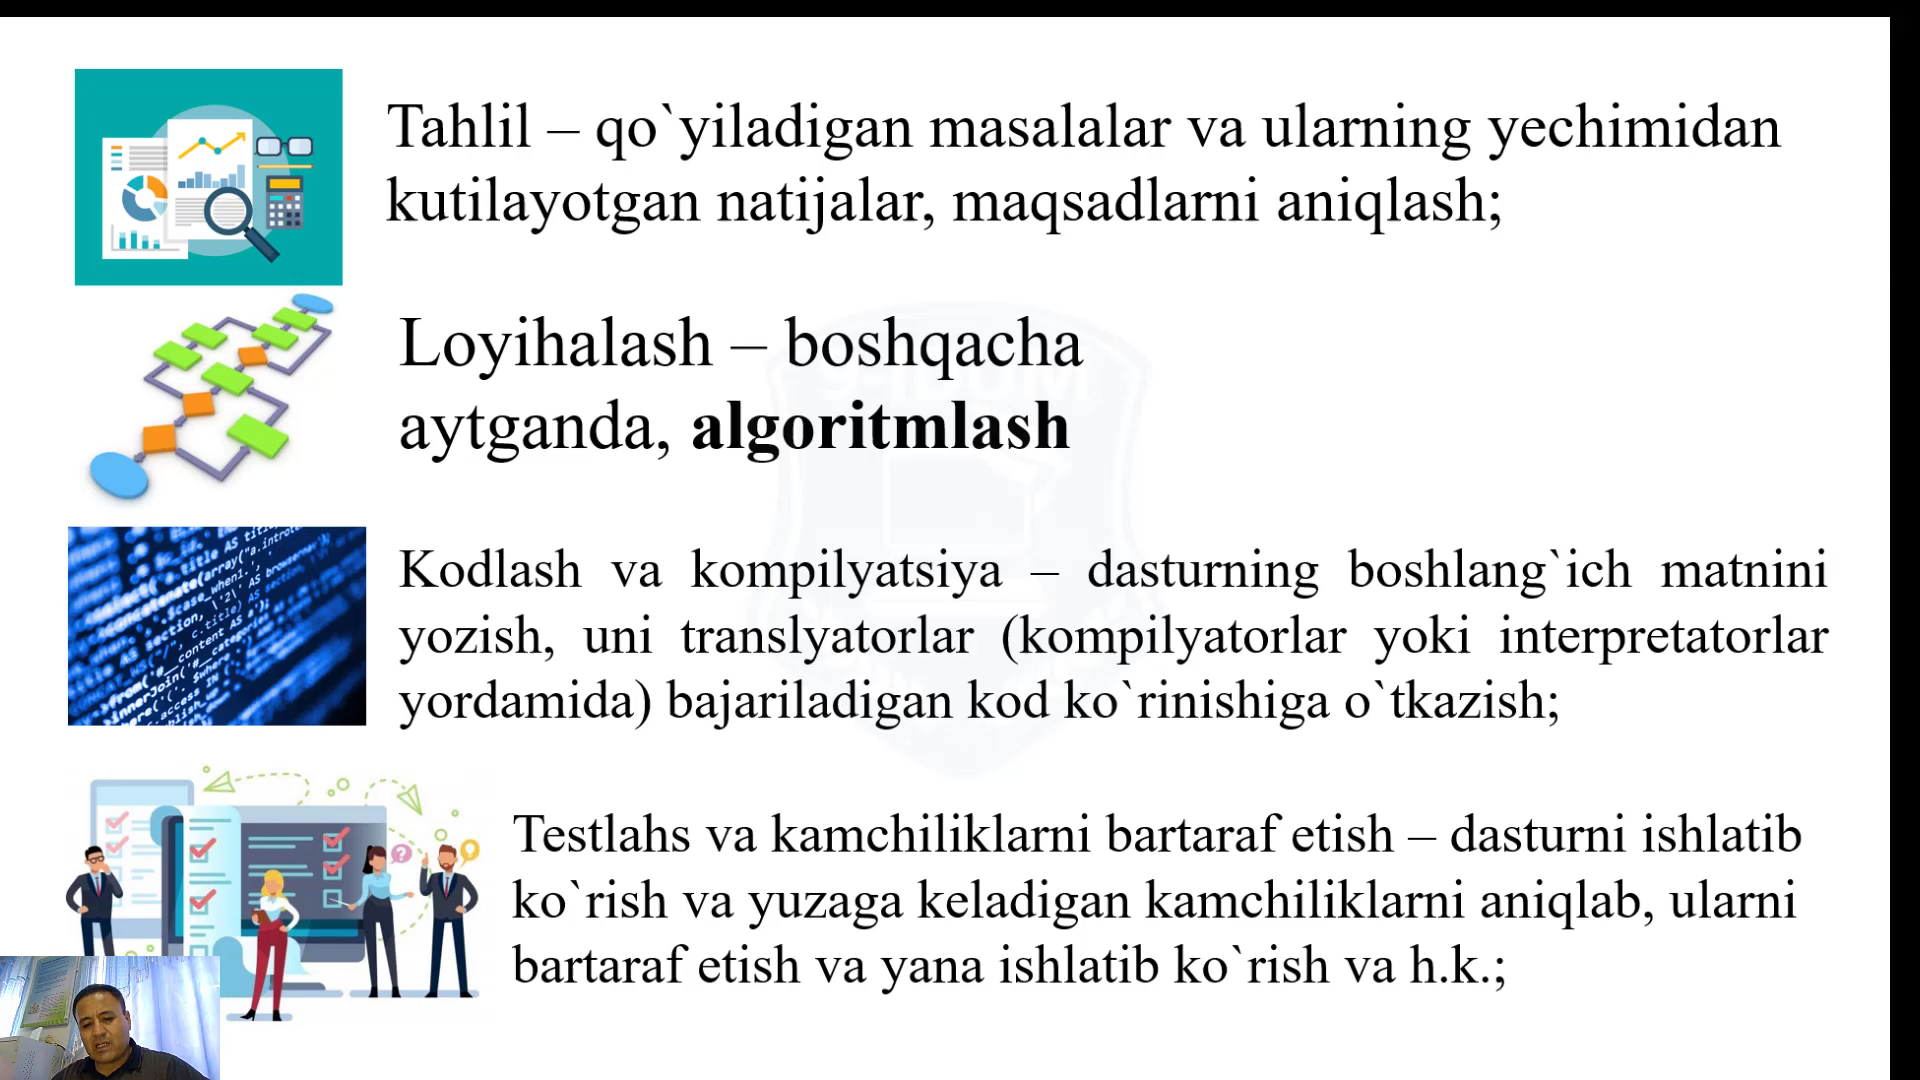 Tahlil – qo`yiladigan masalalar va ularning yechimidan
kutilayotgan natijalar, maqsadlarni aniqlash;
Loyihalash – boshqacha
aytganda, algoritmlash
Kodlash va kompilyatsiya – dasturning boshlang`ich matnini
yozish, uni translyatorlar (kompilyatorlar yoki interpretatorlar
yordamida) bajariladigan kod ko`rinishiga o`tkazish;
Testlahs va kamchiliklarni bartaraf etish – dasturni ishlatib
ko`rish va yuzaga keladigan kamchiliklarni aniqlab, ularni
bartaraf etish va yana ishlatib ko`rish va h.k.;